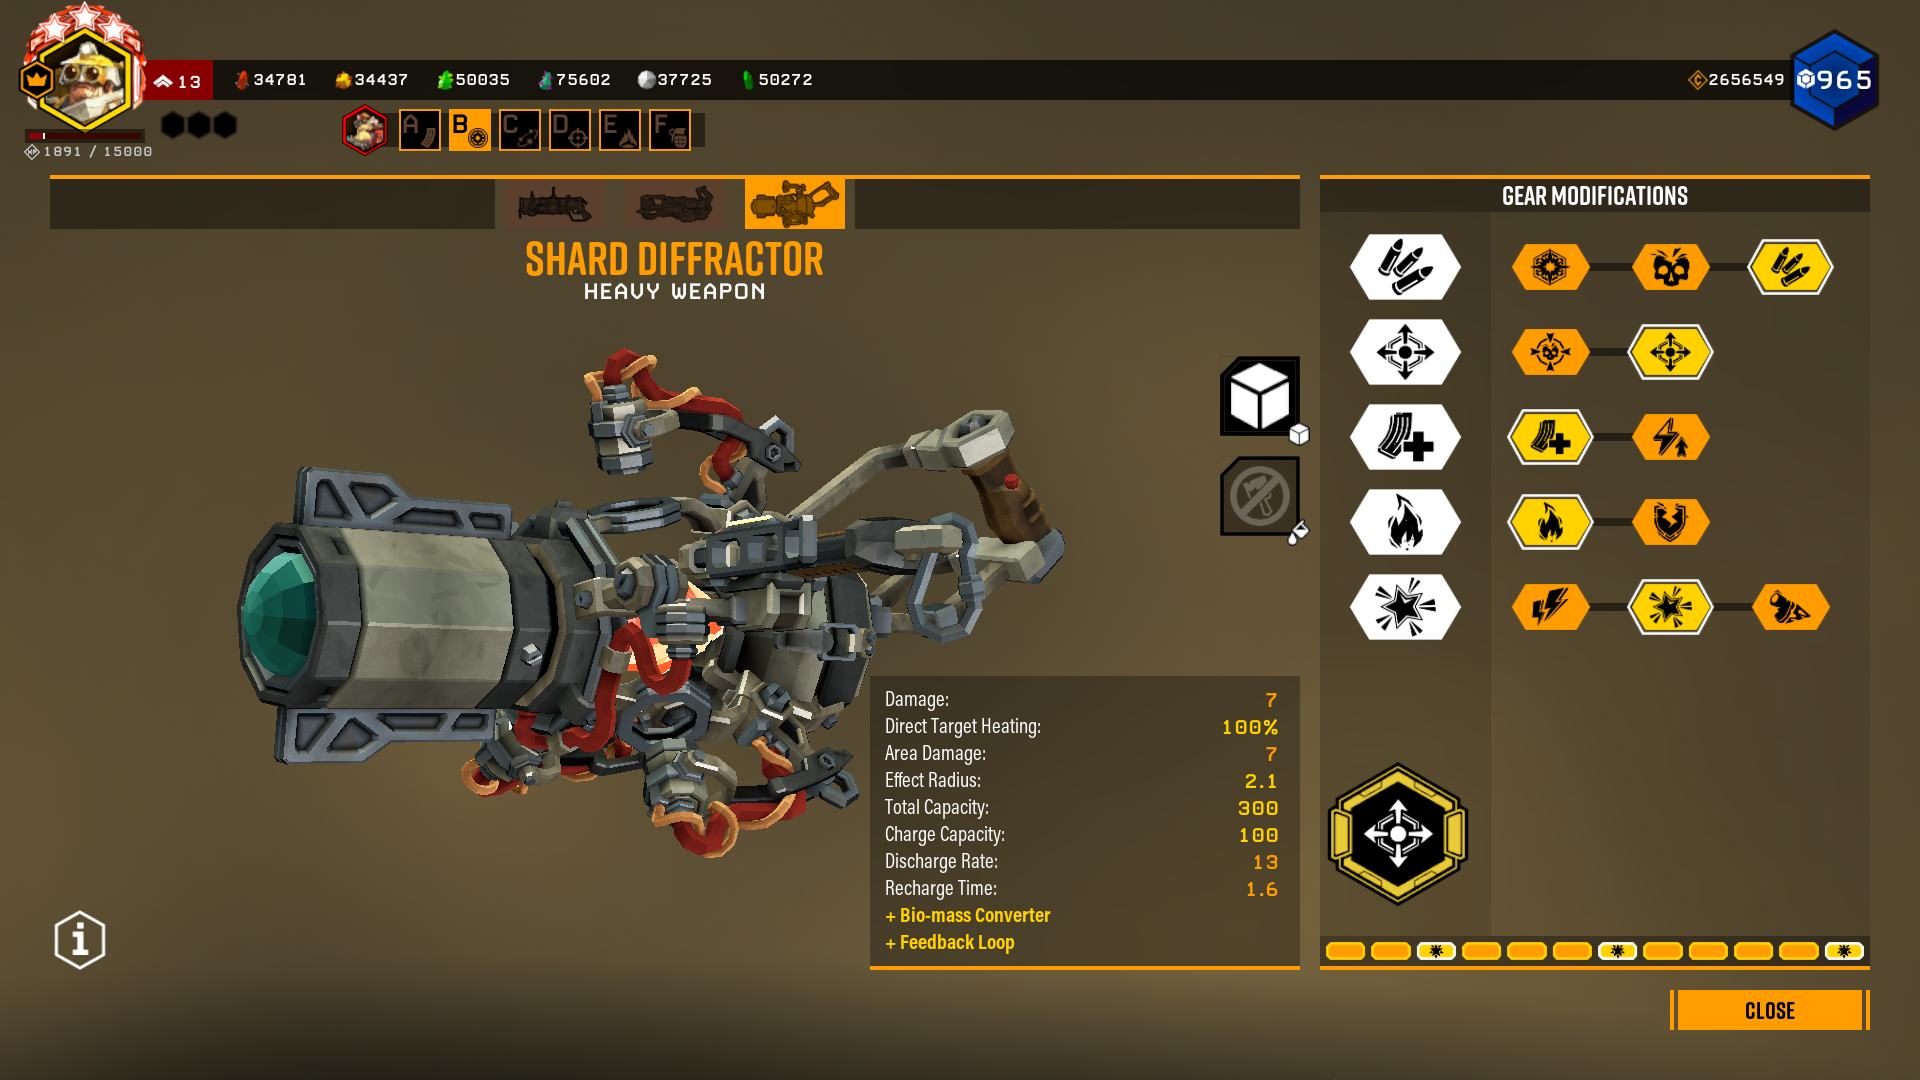 13 34781 34437 50035 75602 37725 50272 2656549 965
A B C D E F
1891 / 15000
GEAR MODIFICATIONS
SHARD DIFFRACTOR
HEAVY WEAPON
Damage: 7
Direct Target Heating: 100%
Area Damage: 7
Effect Radius: 2.1
Total Capacity: 300
Charge Capacity: 100
Discharge Rate: 13
Recharge Time: 1.6
+ Bio-mass Converter
+ Feedback Loop
CLOSE